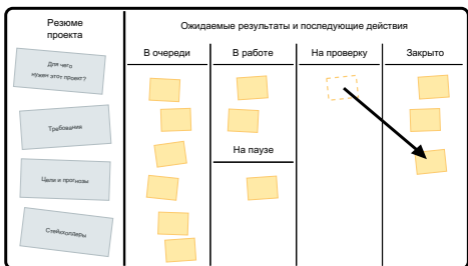 Резюме
проекта
Ожидаемые результаты и последующие действия
В очереди
В работе
На проверку
Закрыто
Для чего
нужен этот проект?
Требования
На паузе
Цели и прогнозы
Стейкхолдеры